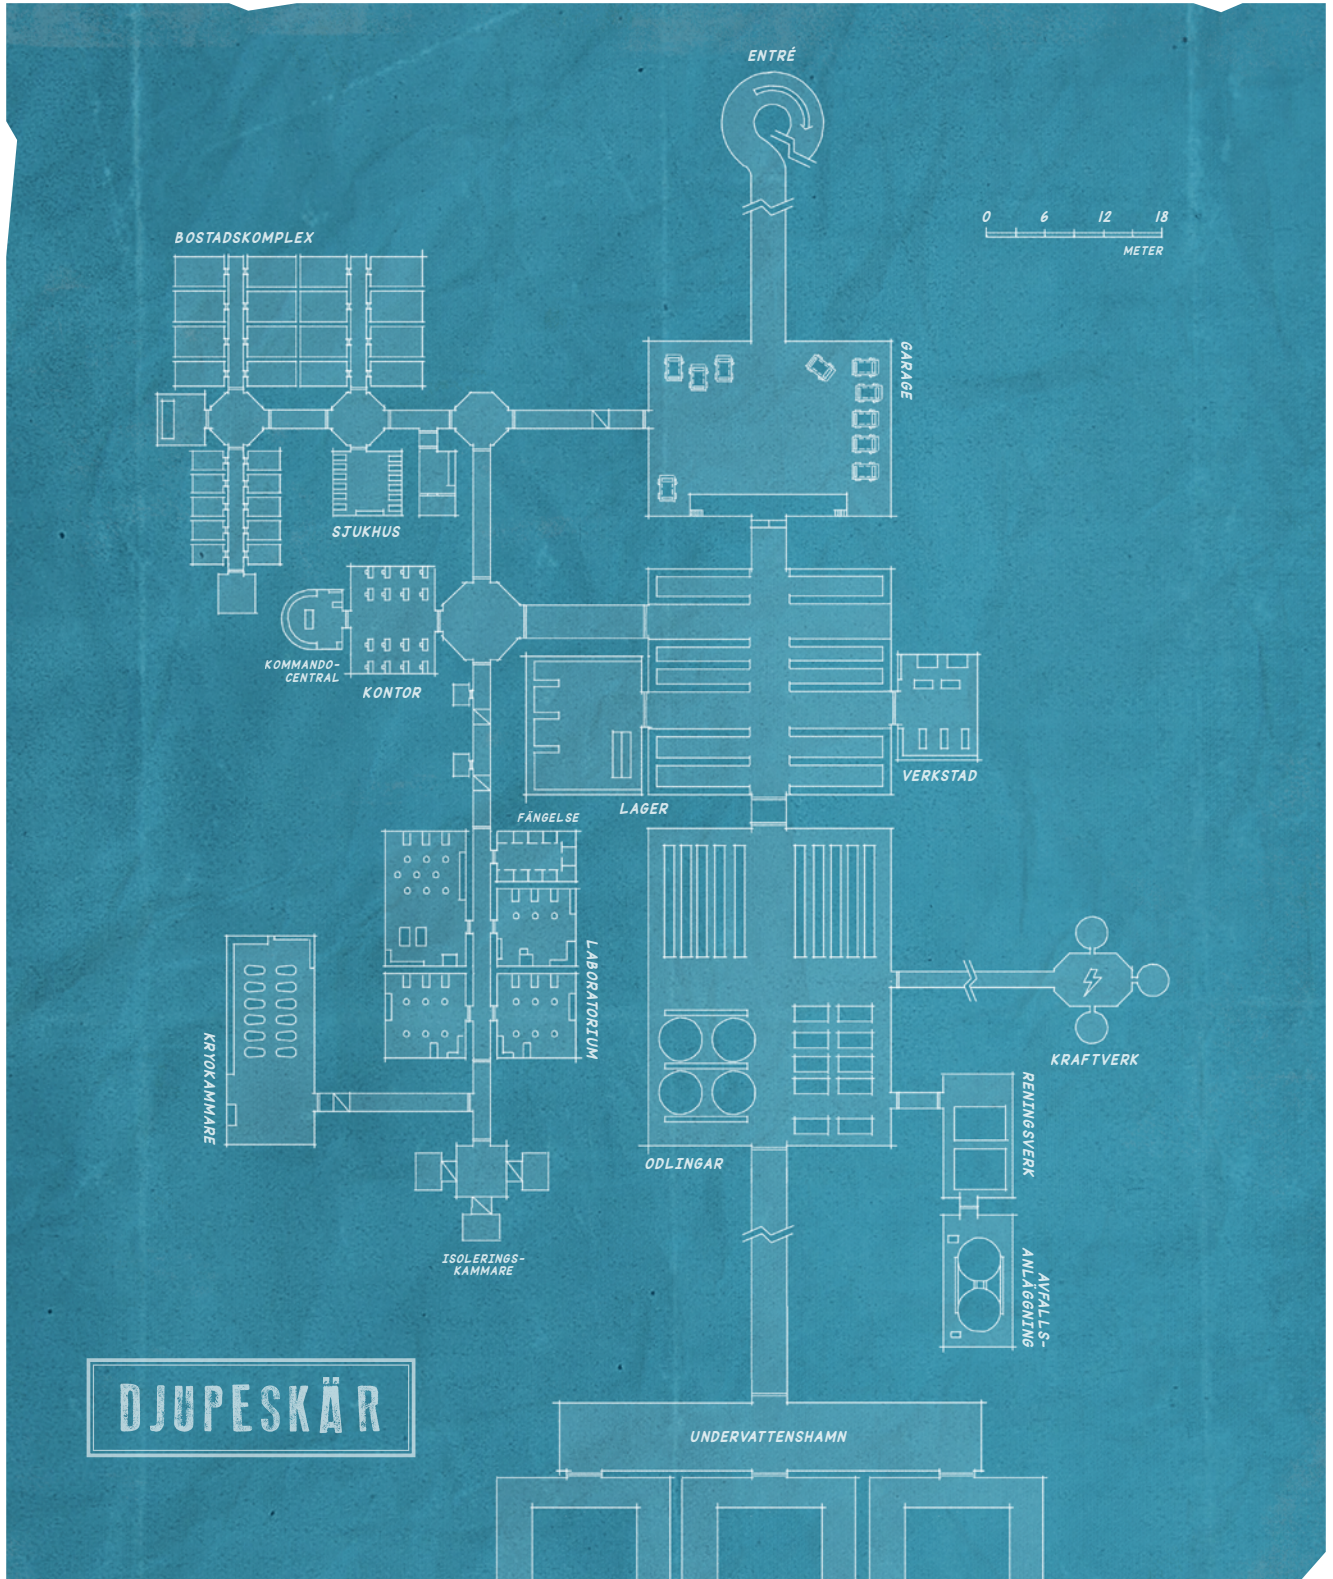 ENTRÉ
0 6 12 18
METER
BOSTADSKOMPLEX
GARAGE
SJUKHUS
KOMMANDO-
CENTRAL
KONTOR
VERKSTAD
LAGER
FÄNGELSE
LABORATORIUM
KRYOKAMMARE
KRAFTVERK
RENINGSVERK
ODLINGAR
ISOLERINGS-
KAMMARE
AVFALLS-
ANLÄGGNING
DJUPESKÄR
UNDERVATTENSHAMN